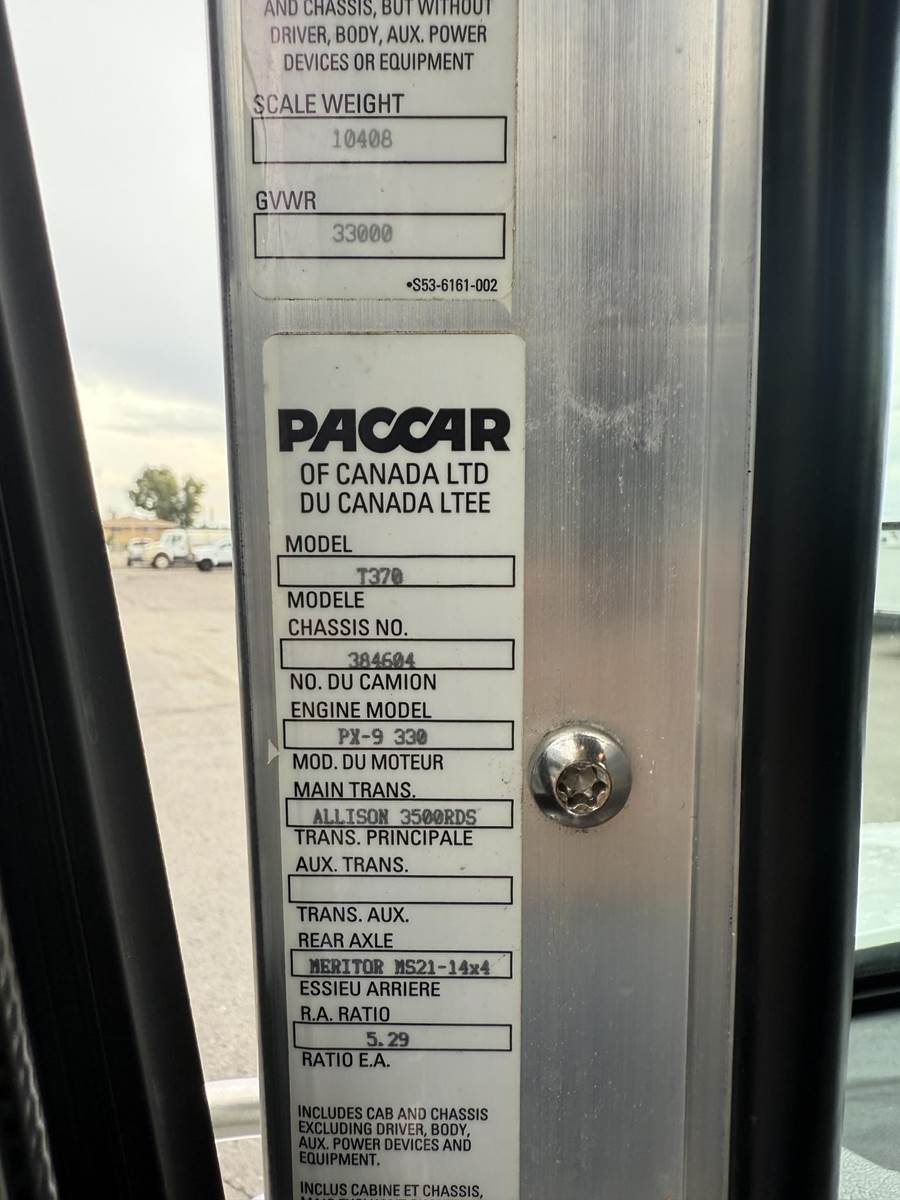 AND CHASSIS, BUT WITHOUT
DRIVER, BODY, AUX. POWER
DEVICES OR EQUIPMENT
SCALE WEIGHT
10408
GVWR
33000
•S53-6161-002
PACCAR
OF CANADA LTD
DU CANADA LTEE
MODEL
T370
MODELE
CHASSIS NO.
384604
NO. DU CAMION
ENGINE MODEL
PX-9 330
MOD. DU MOTEUR
MAIN TRANS.
ALLISON 3500RDS
TRANS. PRINCIPALE
AUX. TRANS.
TRANS. AUX.
REAR AXLE
MERITOR MS21-14x4
ESSIEU ARRIERE
R.A. RATIO
5.29
RATIO E.A.
INCLUDES CAB AND CHASSIS
EXCLUDING DRIVER, BODY,
AUX. POWER DEVICES AND
EQUIPMENT.
INCLUS CABINE ET CHASSIS,